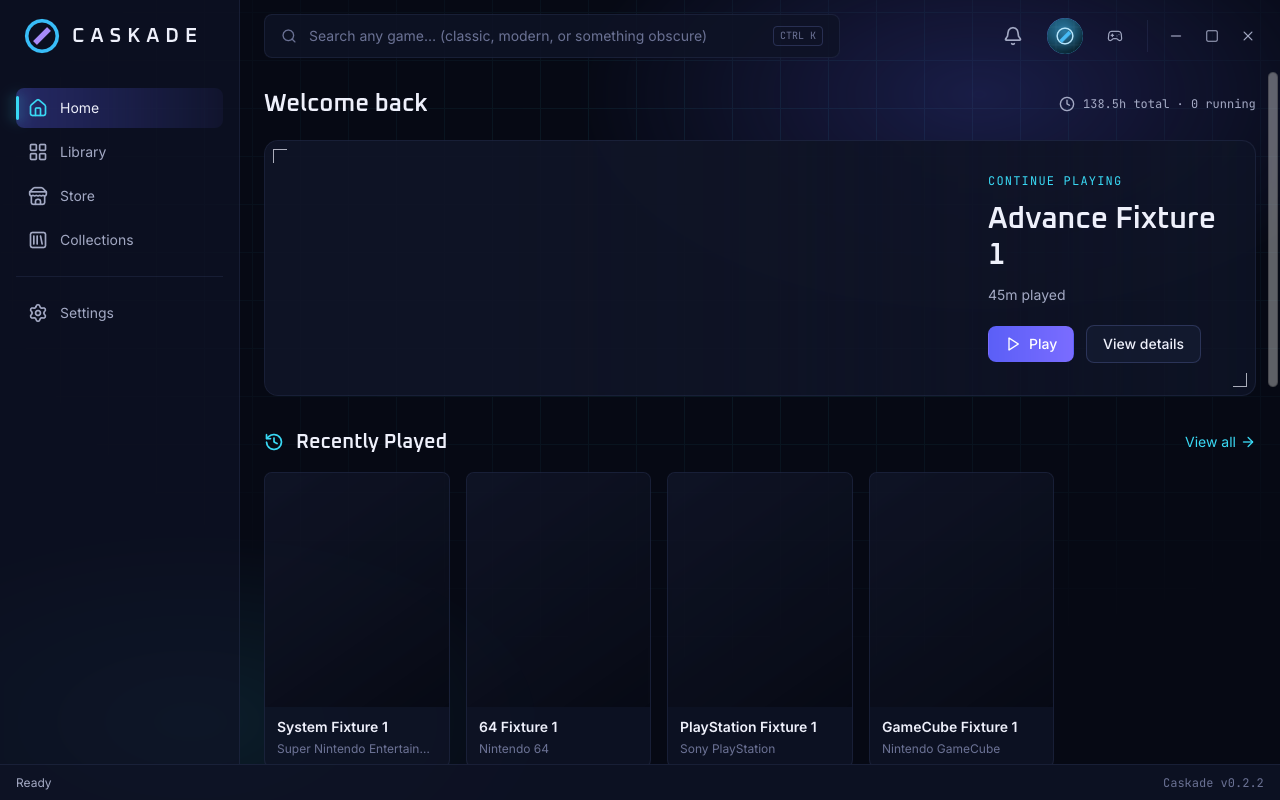 CASKADE
Search any game... (classic, modern, or something obscure)
CTRL K
Home
Library
Store
Collections
Settings
Welcome back
138.5h total · 0 running
CONTINUE PLAYING
Advance Fixture
1
45m played
Play
View details
Recently Played
View all
System Fixture 1
Super Nintendo Entertain...
64 Fixture 1
Nintendo 64
PlayStation Fixture 1
Sony PlayStation
GameCube Fixture 1
Nintendo GameCube
Ready
Caskade v0.2.2